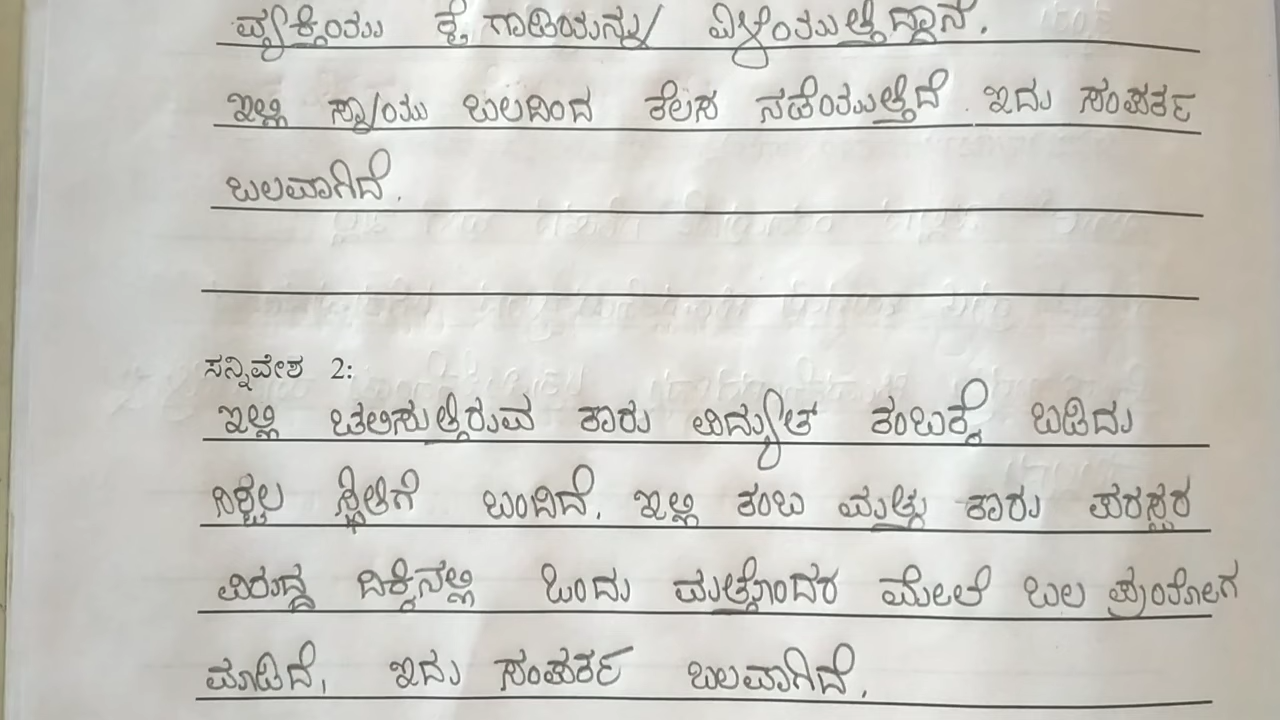 ವ್ಯಕ್ತಿಯು ಕೈ ಗಾಡಿಯನ್ನು ಎಳೆಯುತ್ತಿದ್ದಾನೆ.
ಇಲ್ಲಿ ಸ್ನಾಯು ಬಲದಿಂದ ಕೆಲಸ ನಡೆಯುತ್ತಿದೆ. ಇದು ಸಂಪರ್ಕ
ಬಲವಾಗಿದೆ.
ಸನ್ನಿವೇಶ 2:
ಇಲ್ಲಿ ಚಲಿಸುತ್ತಿರುವ ಕಾರು ವಿದ್ಯುತ್ ಕಂಬಕ್ಕೆ ಬಡಿದು
ನಿಶ್ಚಲ ಸ್ಥಿತಿಗೆ ಬಂದಿದೆ. ಇಲ್ಲಿ ಕಂಬ ಮತ್ತು ಕಾರು ಪರಸ್ಪರ
ವಿರುದ್ಧ ದಿಕ್ಕಿನಲ್ಲಿ ಒಂದು ಮತ್ತೊಂದರ ಮೇಲೆ ಬಲ ಪ್ರಯೋಗ
ಮಾಡಿದೆ, ಇದು ಸಂಪರ್ಕ ಬಲವಾಗಿದೆ.